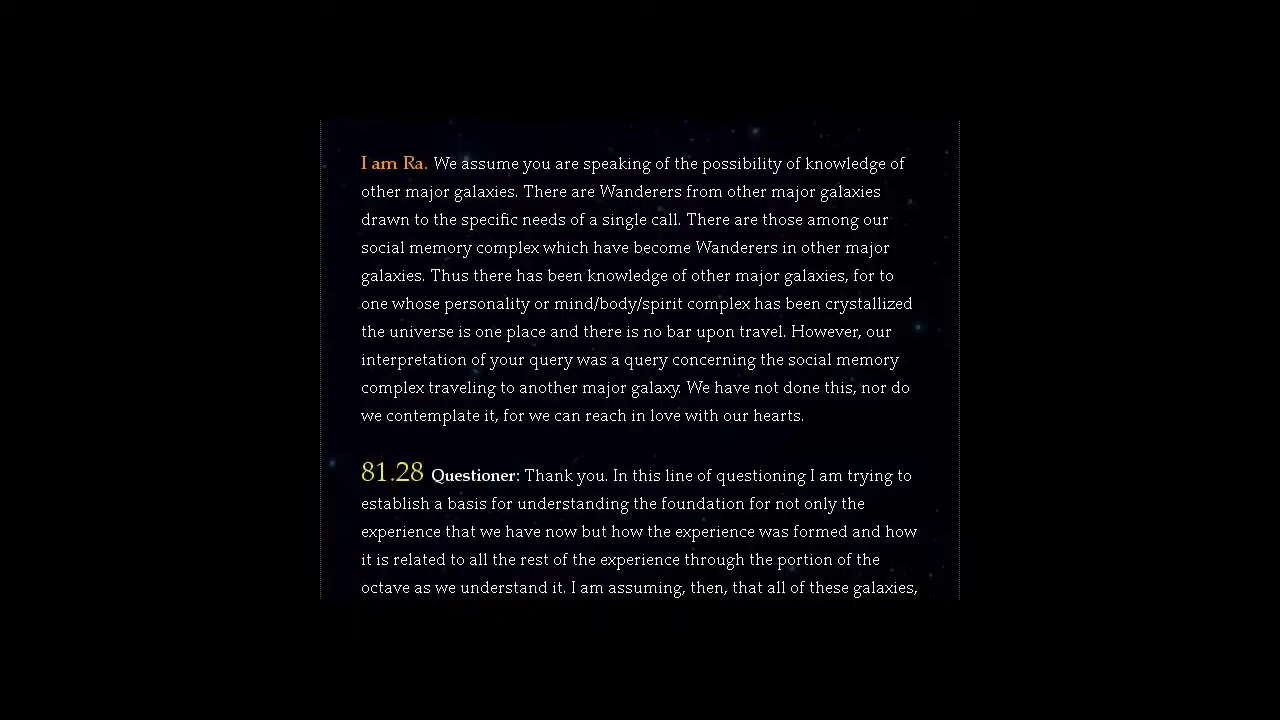 I am Ra. We assume you are speaking of the possibility of knowledge of
other major galaxies. There are Wanderers from other major galaxies
drawn to the specific needs of a single call. There are those among our
social memory complex which have become Wanderers in other major
galaxies. Thus there has been knowledge of other major galaxies, for to
one whose personality or mind/body/spirit complex has been crystallized
the universe is one place and there is no bar upon travel. However, our
interpretation of your query was a query concerning the social memory
complex traveling to another major galaxy. We have not done this, nor do
we contemplate it, for we can reach in love with our hearts.
81.28 Questioner: Thank you. In this line of questioning I am trying to
establish a basis for understanding the foundation for not only the
experience that we have now but how the experience was formed and how
it is related to all the rest of the experience through the portion of the
octave as we understand it. I am assuming, then, that all of these galaxies,